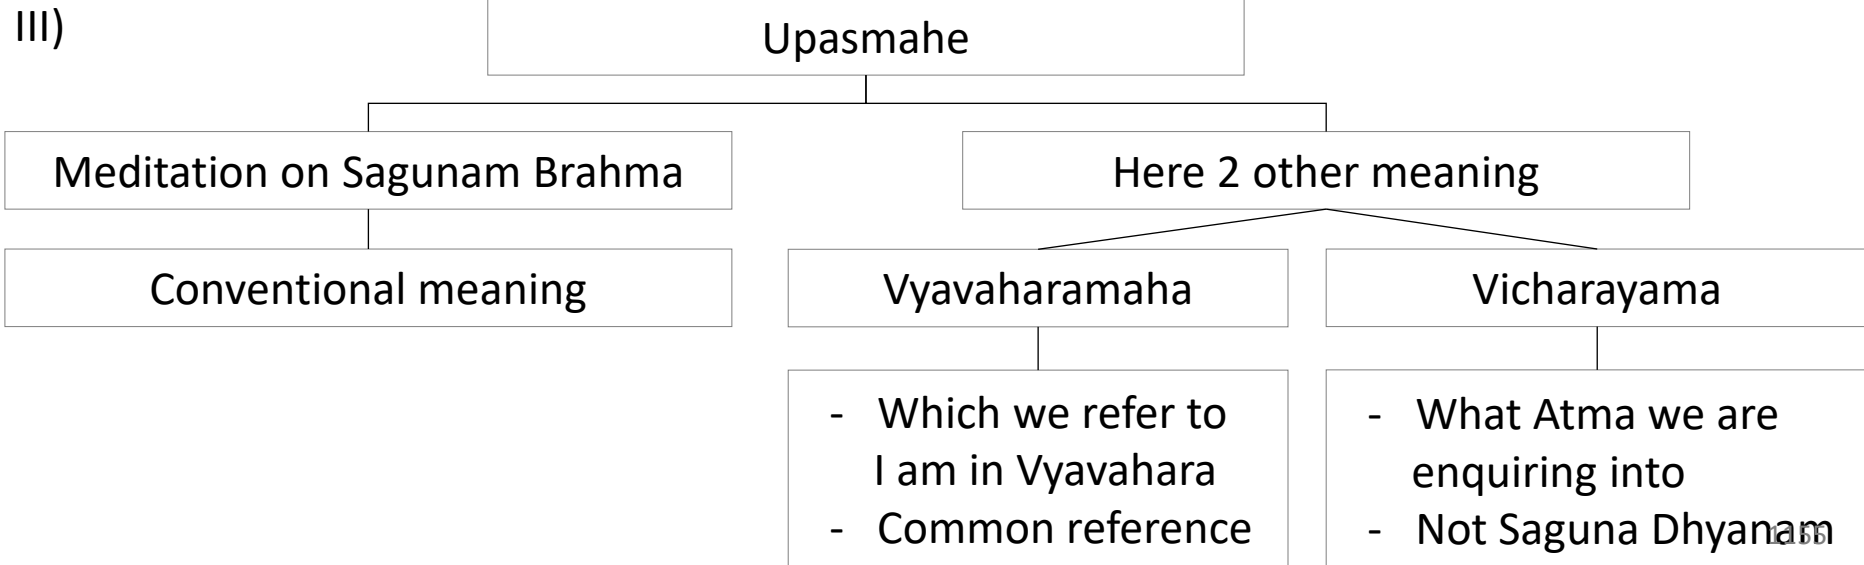 III)
Upasmahe
Meditation on Sagunam Brahma
Here 2 other meaning
Conventional meaning
Vyavaharamaha
Vicharayama
- Which we refer to
I am in Vyavahara
- Common reference
- What Atma we are
enquiring into
- Not Saguna Dhyanam
1155